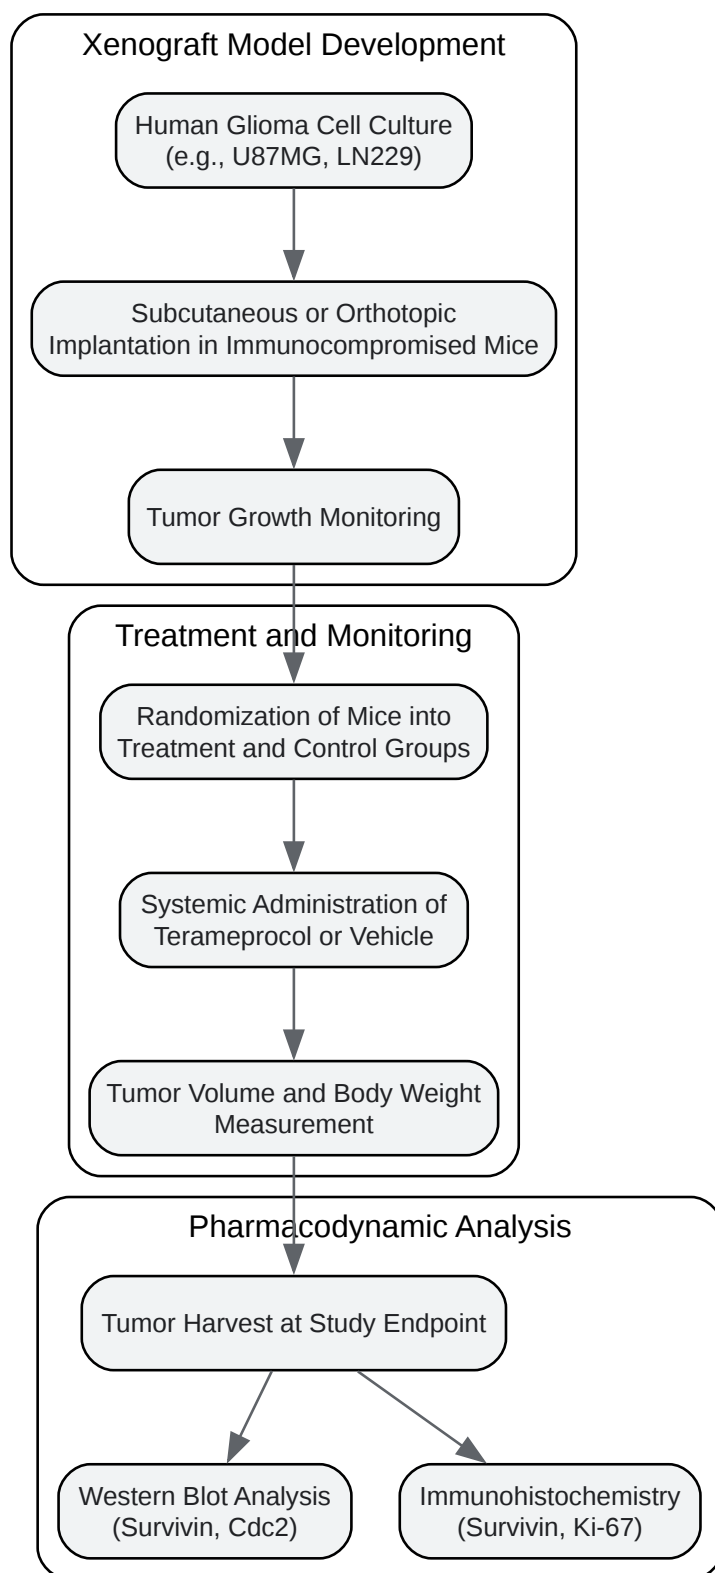 Xenograft Model Development
Human Glioma Cell Culture
(e.g., U87MG, LN229)
Subcutaneous or Orthotopic
Implantation in Immunocompromised Mice
Tumor Growth Monitoring
Treatment and Monitoring
Randomization of Mice into
Treatment and Control Groups
Systemic Administration of
Terameprocol or Vehicle
Tumor Volume and Body Weight
Measurement
Pharmacodynamic Analysis
Tumor Harvest at Study Endpoint
Western Blot Analysis
(Survivin, Cdc2)
Immunohistochemistry
(Survivin, Ki-67)